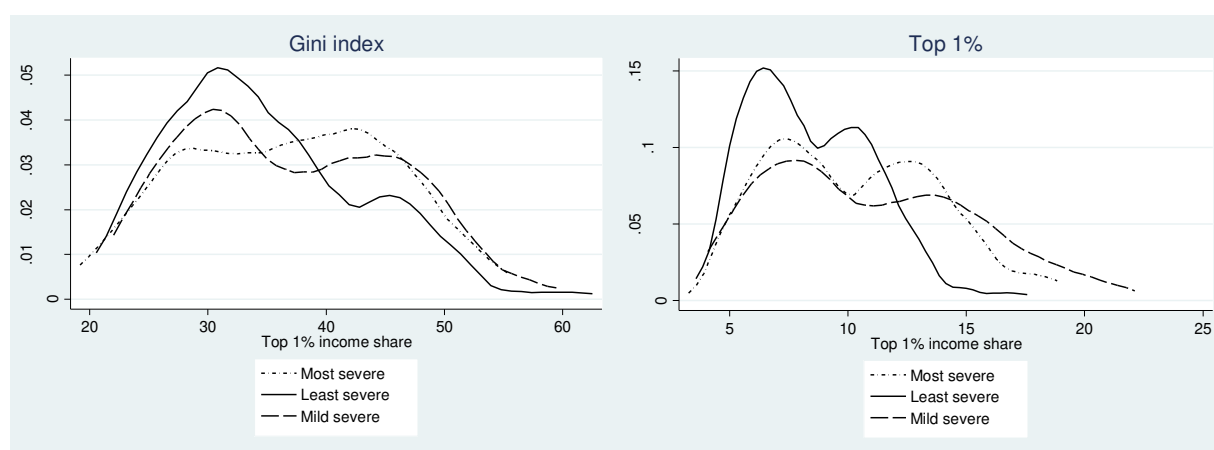 Gini index
.05
.04
.03
.02
.01
0
20 30 40 50 60
Top 1% income share
Most severe
Least severe
Mild severe
Top 1%
.15
.1
.05
0
5 10 15 20 25
Top 1% income share
Most severe
Least severe
Mild severe